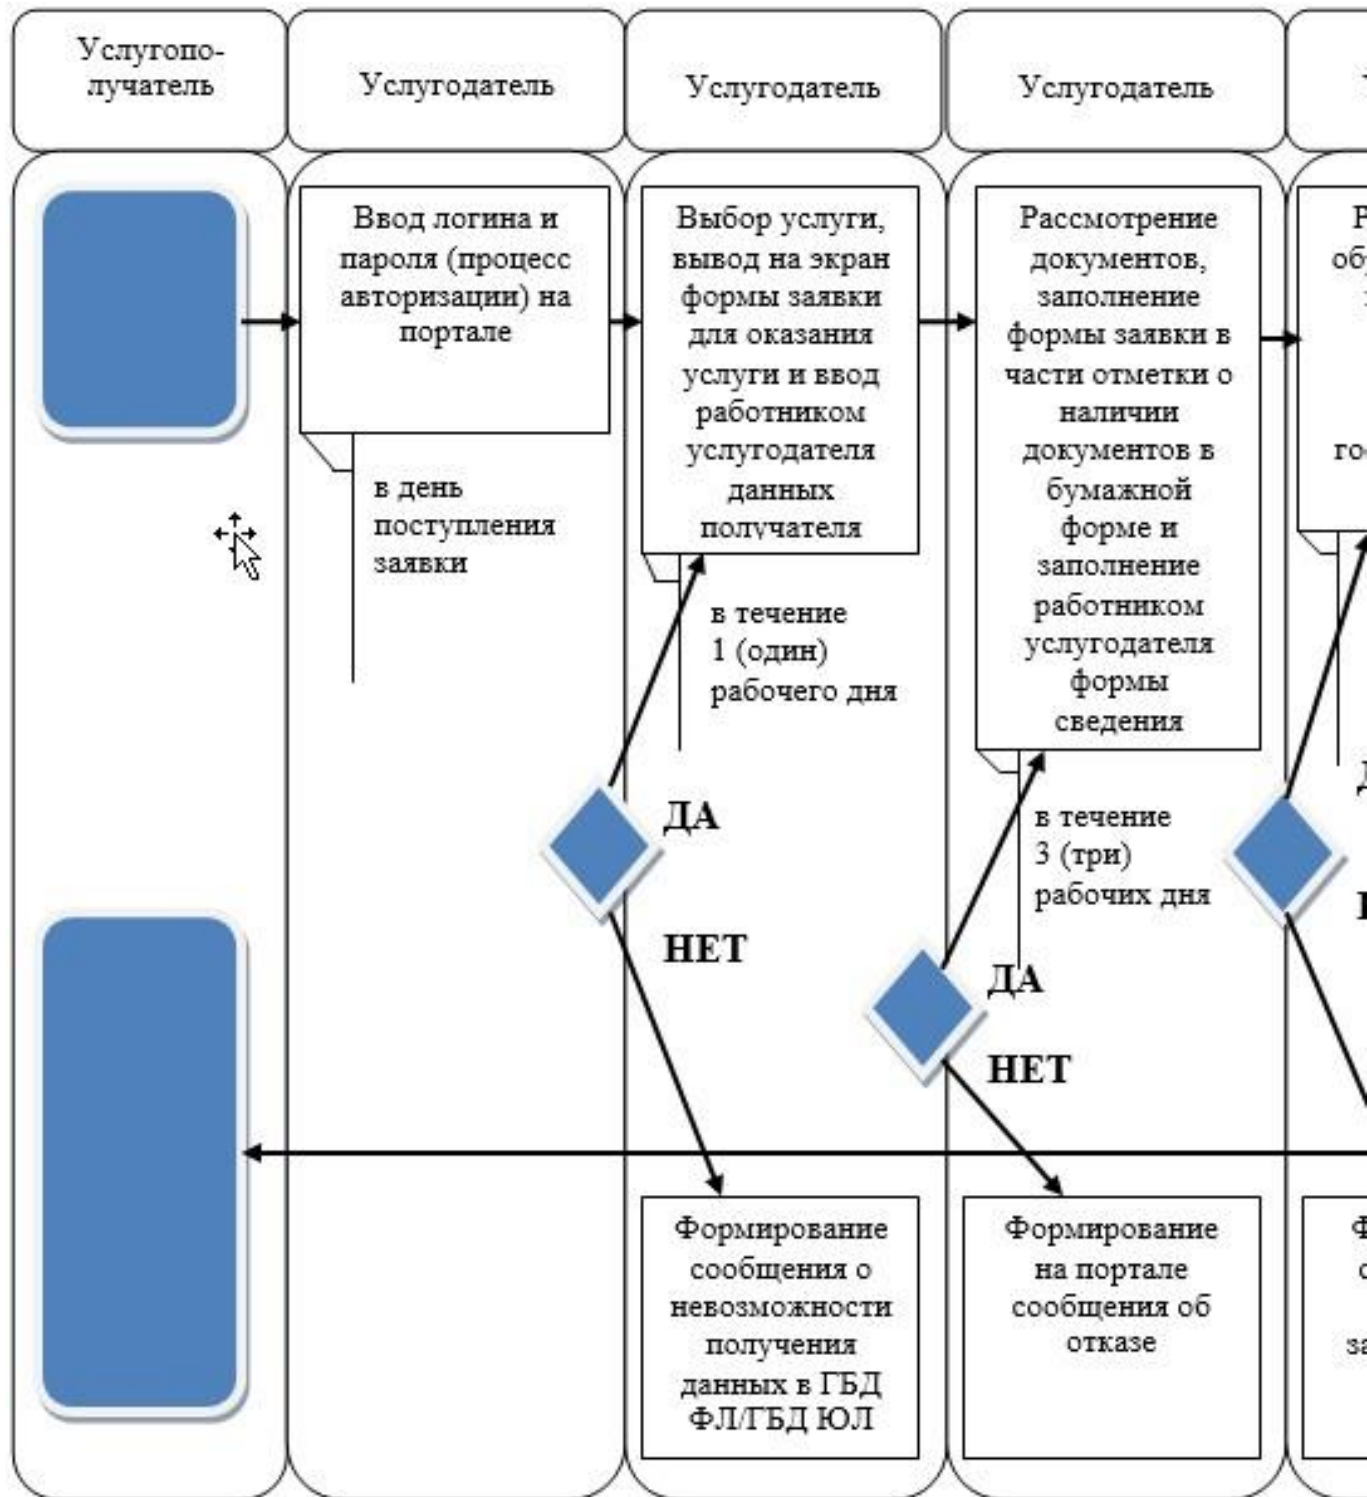 Услугопо-
лучатель
Услугодатель
Услугодатель
Услугодатель
Ввод логина и
пароля (процесс
авторизации) на
портале
в день
поступления
заявки
Выбор услуги,
вывод на экран
формы заявки
для оказания
услуги и ввод
работником
услугодателя
данных
получателя
в течение
1 (один)
рабочего дня
ДА
НЕТ
Рассмотрение
документов,
заполнение
формы заявки в
части отметки о
наличии
документов в
бумажной
форме и
заполнение
работником
услугодателя
формы
сведения
в течение
3 (три)
рабочих дня
ДА
НЕТ
Формирование
сообщения о
невозможности
получения
данных в ГБД
ФЛ/ГБД ЮЛ
Формирование
на портале
сообщения об
отказе